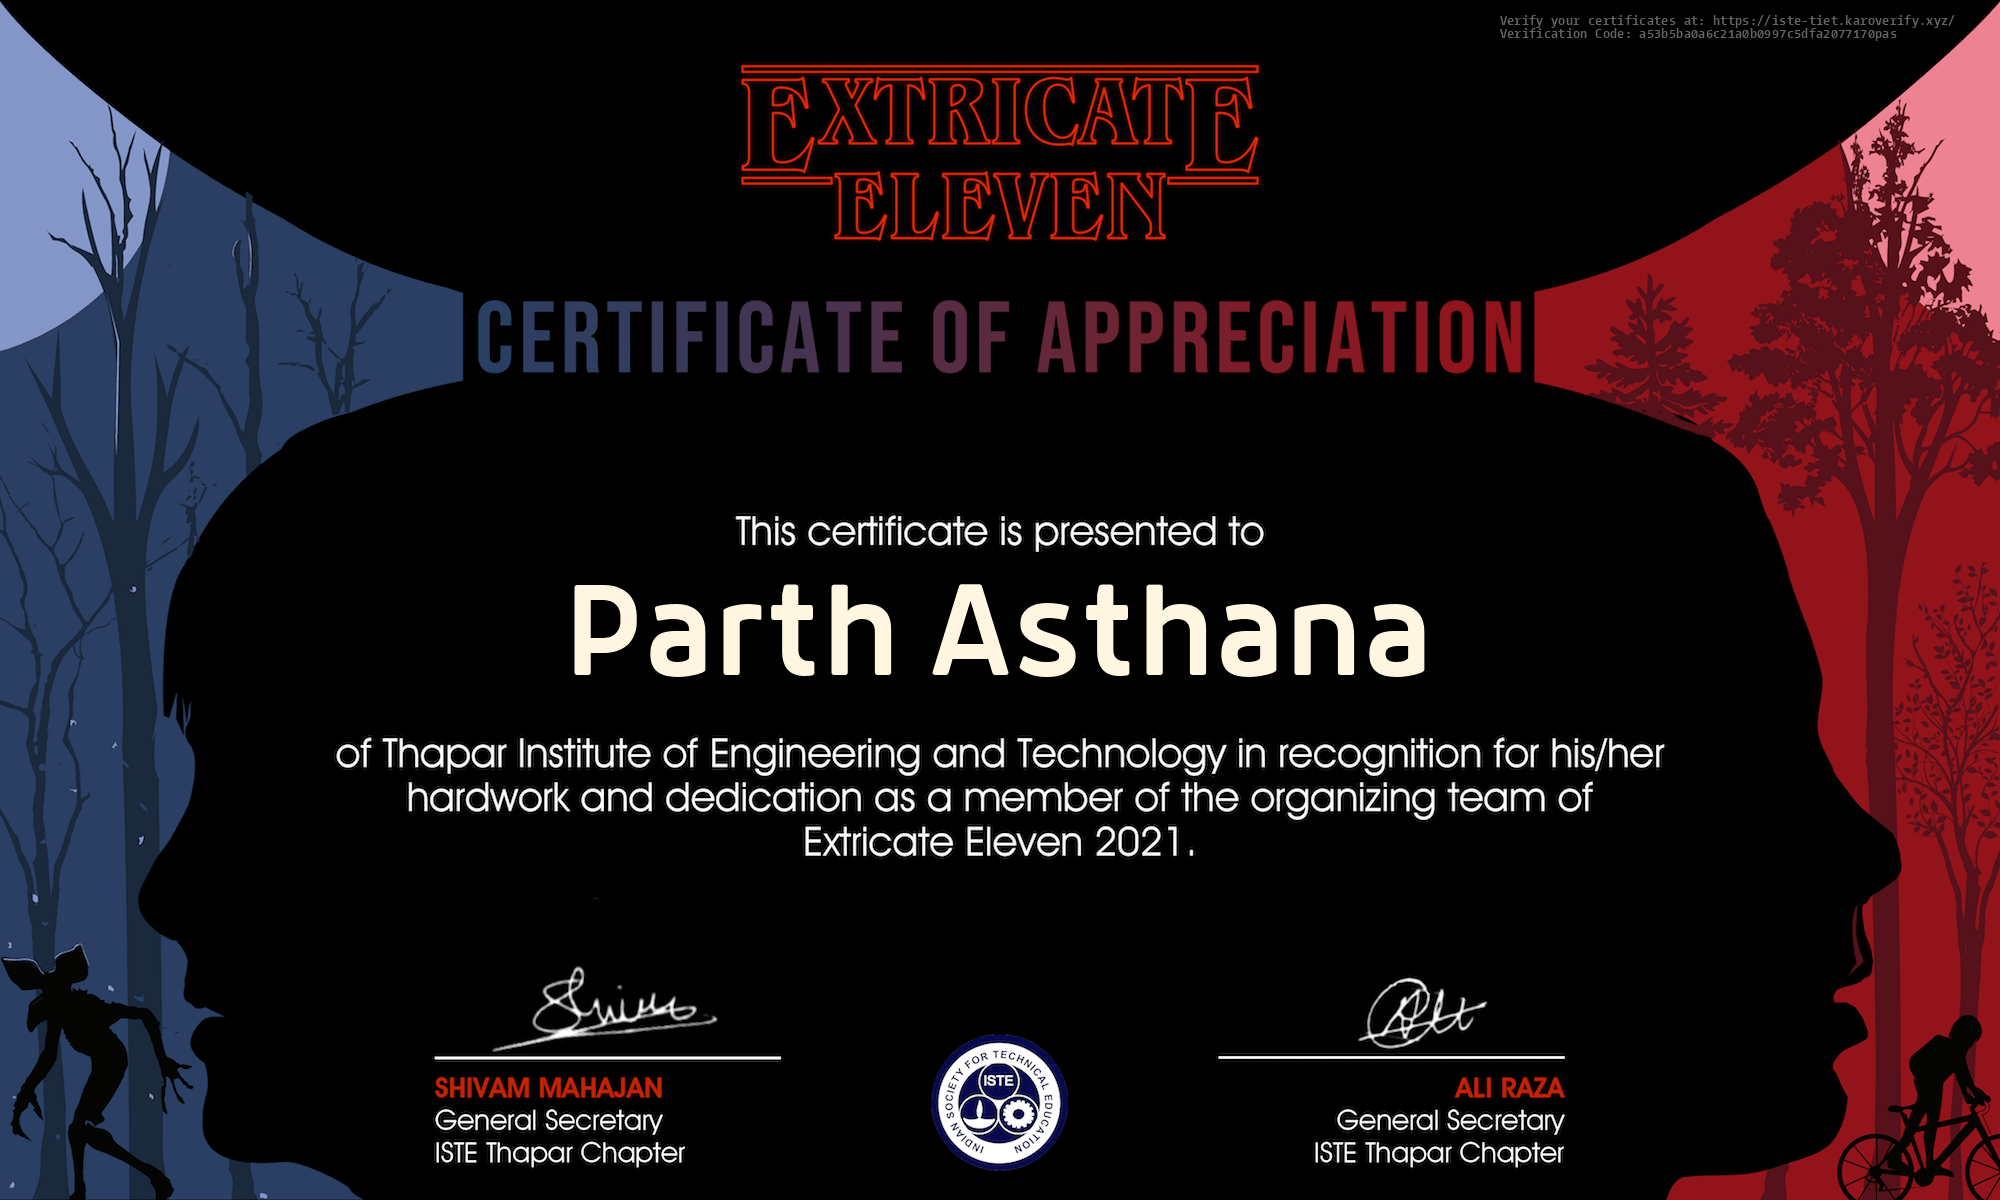 Verify your certificates at: https://iste-tiet.karoverify.xyz/
Verification Code: a53b5ba0a6c21a0b0997c5dfa2077170pas
EXTRICATE
ELEVEN
CERTIFICATE OF APPRECIATION
This certificate is presented to
Parth Asthana
of Thapar Institute of Engineering and Technology in recognition for his/her
hardwork and dedication as a member of the organizing team of
Extricate Eleven 2021.
SHIVAM MAHAJAN
General Secretary
ISTE Thapar Chapter
INDIAN SOCIETY FOR TECHNICAL EDUCATION
ISTE
ALI RAZA
General Secretary
ISTE Thapar Chapter